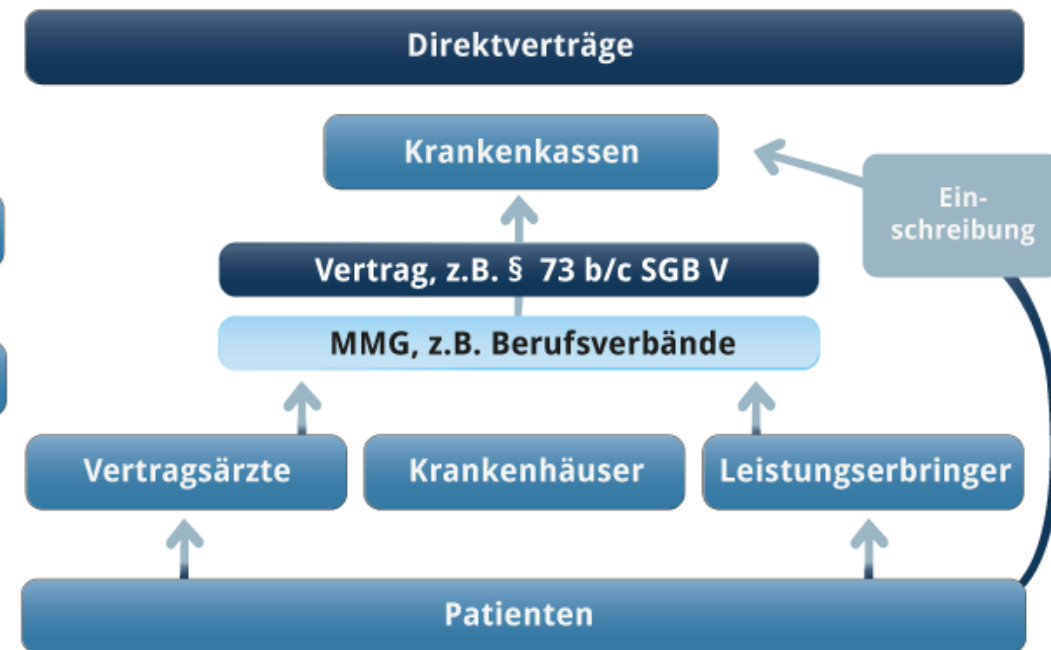 Direktverträge
Krankenkassen
Ein-
schreibung
Vertrag, z.B. § 73 b/c SGB V
MMG, z.B. Berufsverbände
Vertragsärzte
Krankenhäuser
Leistungserbringer
Patienten